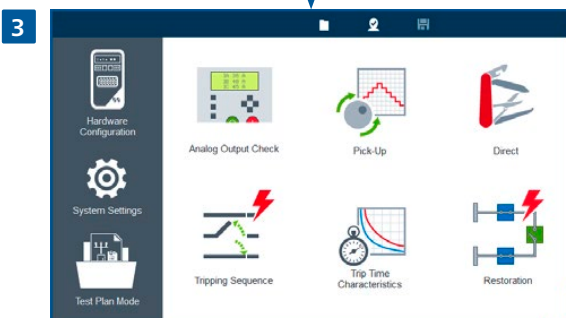 3
Hardware
Configuration
Analog Output Check
Pick-Up
Direct
System Settings
Tripping Sequence
Trip Time
Characteristics
Restoration
Test Plan Mode